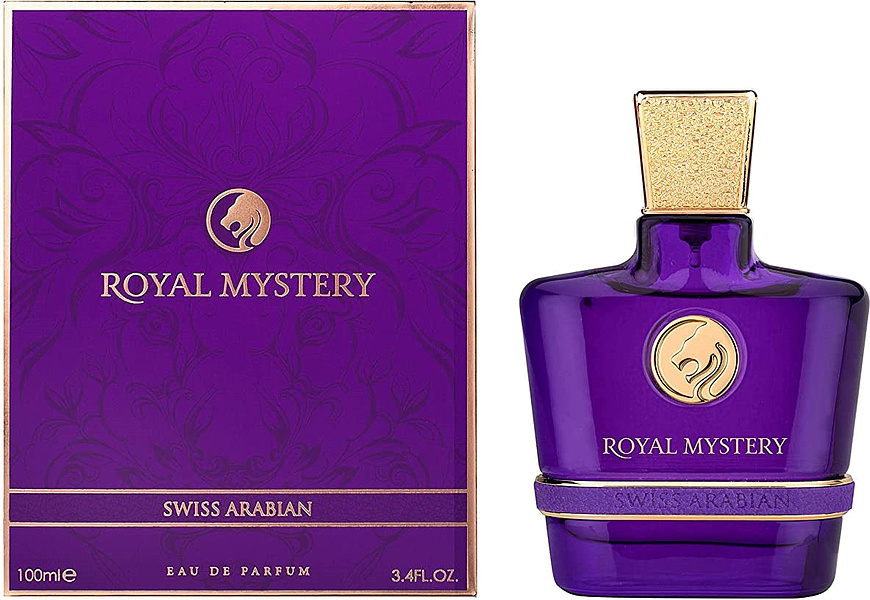 ROYAL MYSTERY
SWISS ARABIAN
100ml℮
EAU DE PARFUM
3.4FL.OZ.
ROYAL MYSTERY
SWISS ARABIAN